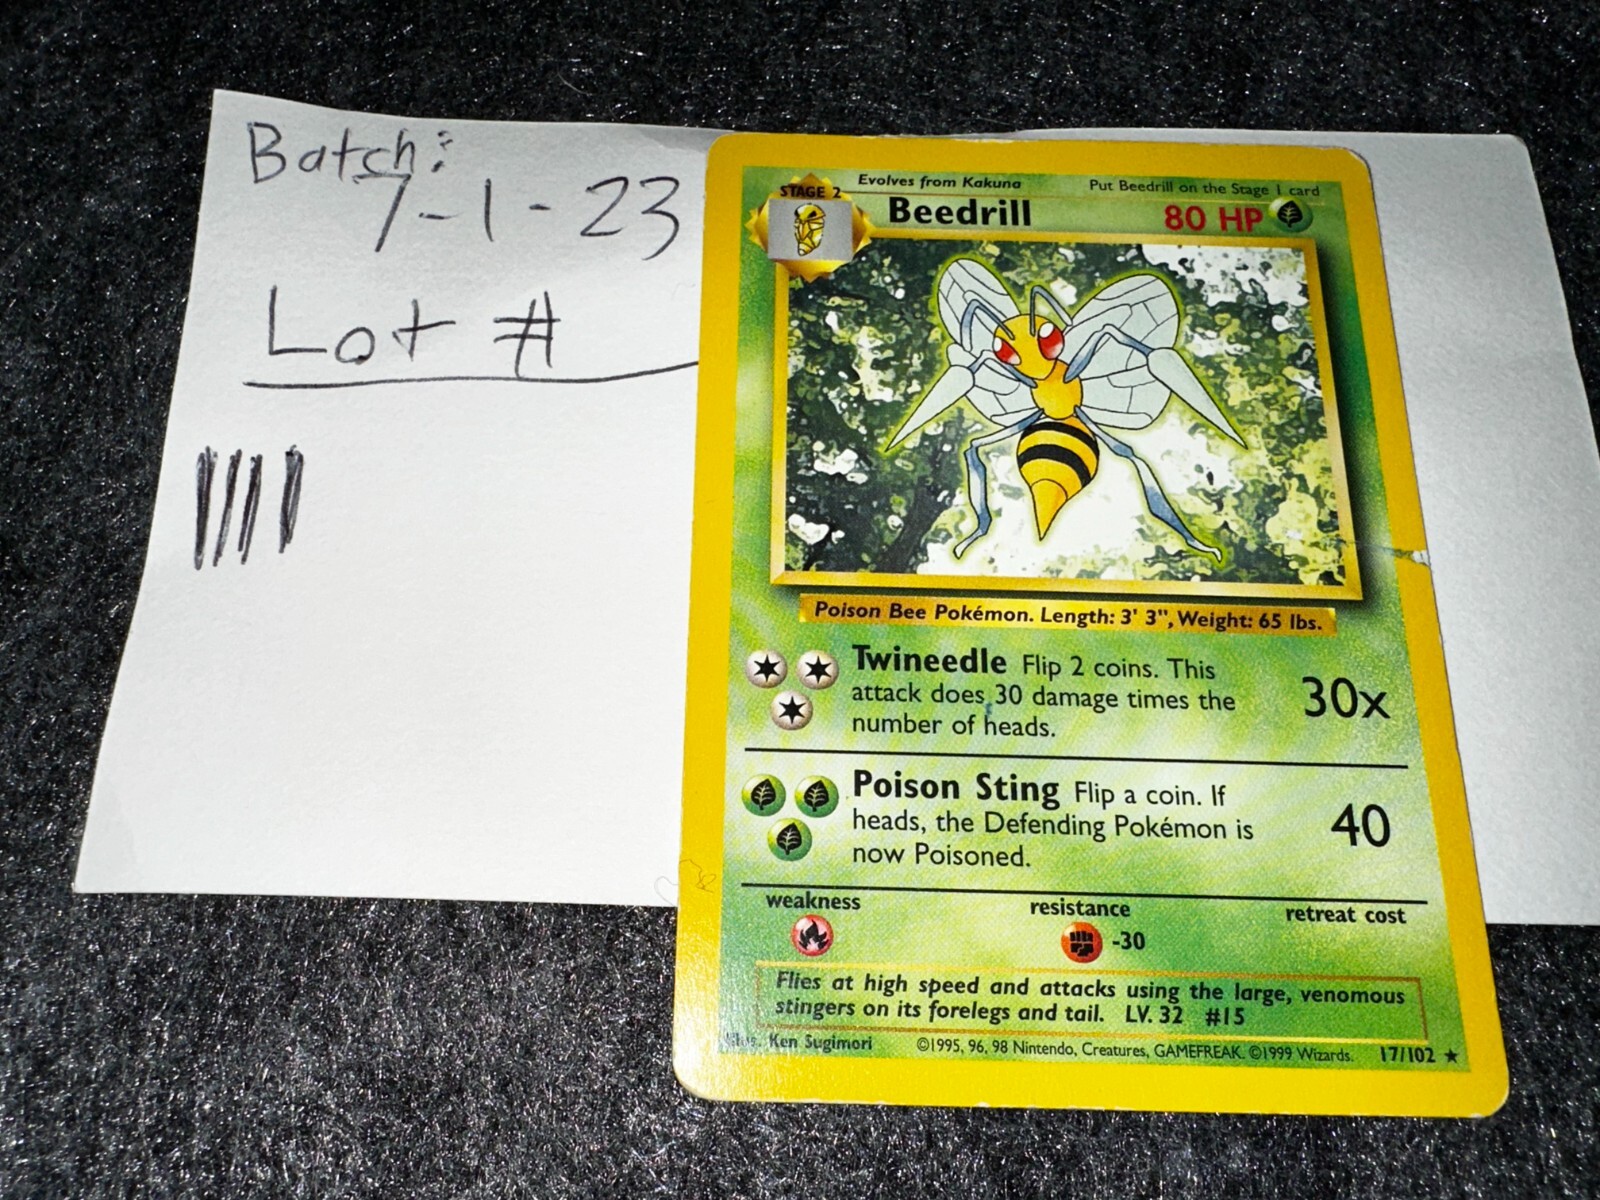 Batch:
7-1-23
Lot #
STAGE 2
Evolves from Kakuna
Put Beedrill on the Stage 1 card
Beedrill
80 HP
Poison Bee Pokémon. Length: 3' 3", Weight: 65 lbs.
Twineedle Flip 2 coins. This
attack does 30 damage times the
number of heads.
30x
Poison Sting Flip a coin. If
heads, the Defending Pokémon is
now Poisoned.
40
weakness
resistance
retreat cost
-30
Flies at high speed and attacks using the large, venomous
stingers on its forelegs and tail. LV. 32 #15
Illus. Ken Sugimori
©1995, 96, 98 Nintendo, Creatures, GAMEFREAK. ©1999 Wizards.
17/102 ★